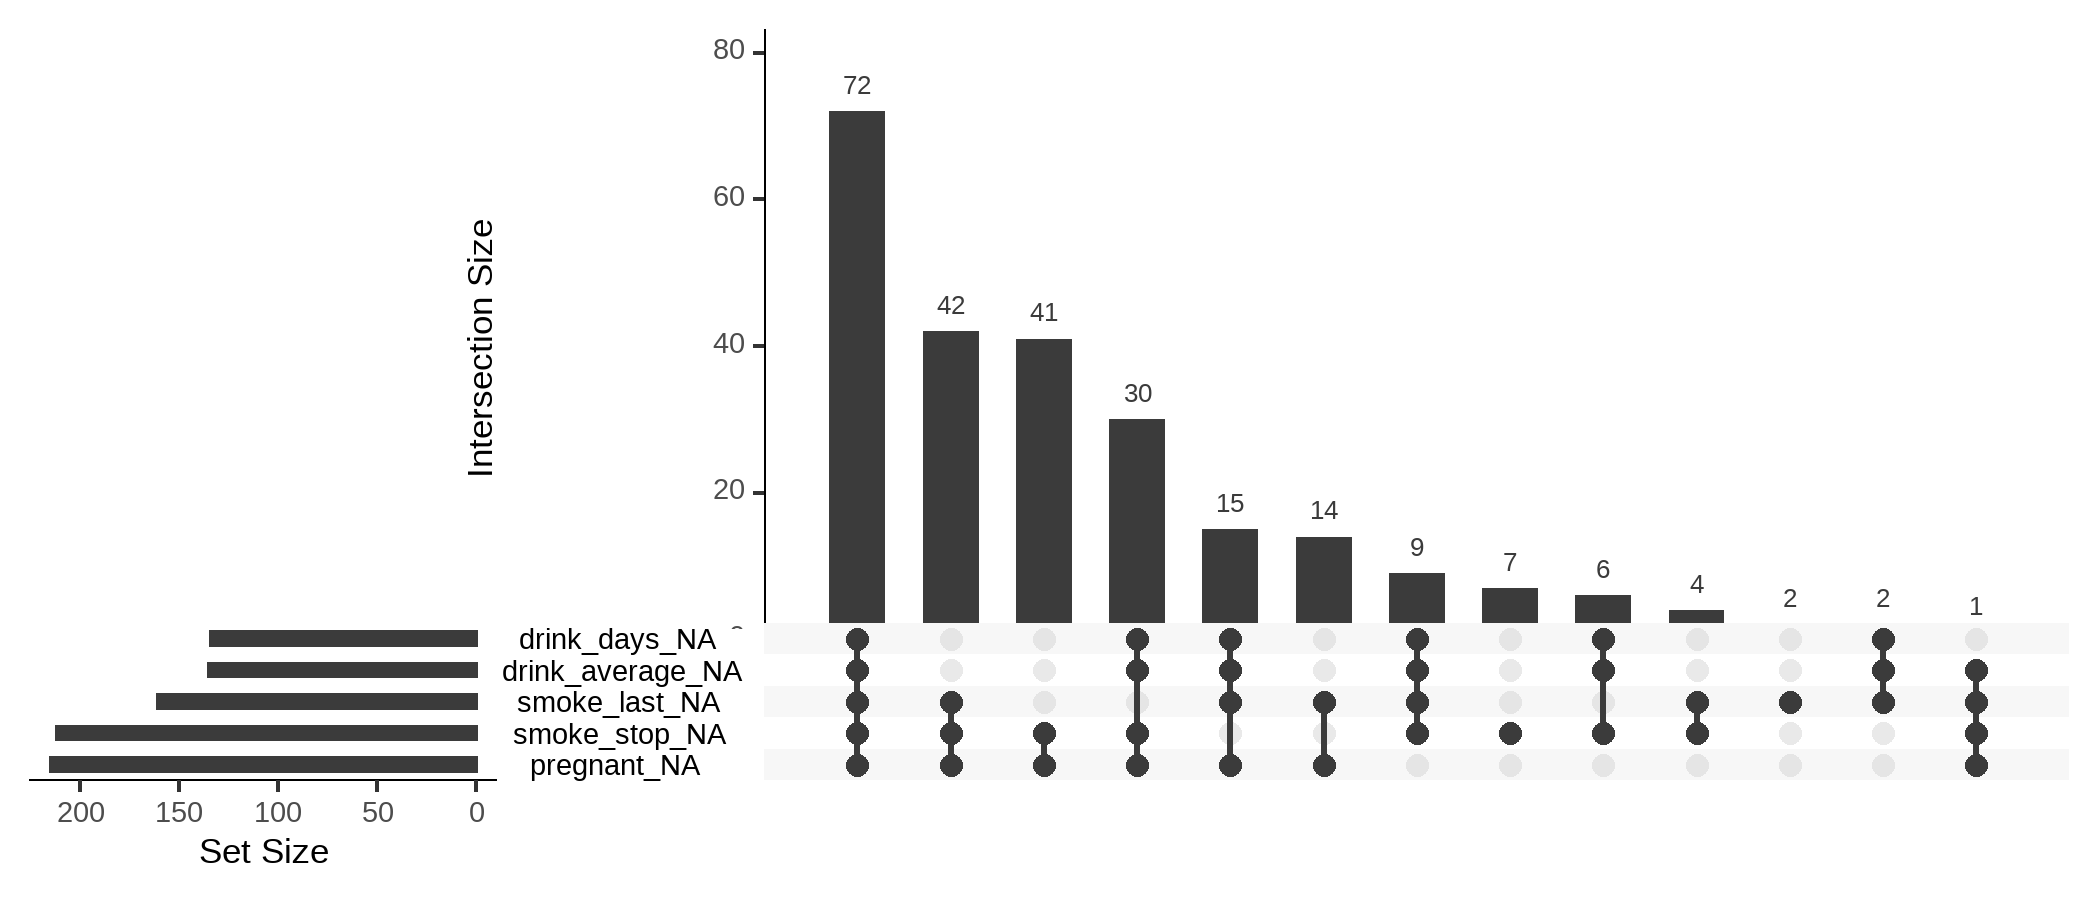 80
60
40
20
Intersection Size
72
42
41
30
15
14
9
7
6
4
2
2
1
drink_days_NA
drink_average_NA
smoke_last_NA
smoke_stop_NA
pregnant_NA
200 150 100 50 0
Set Size